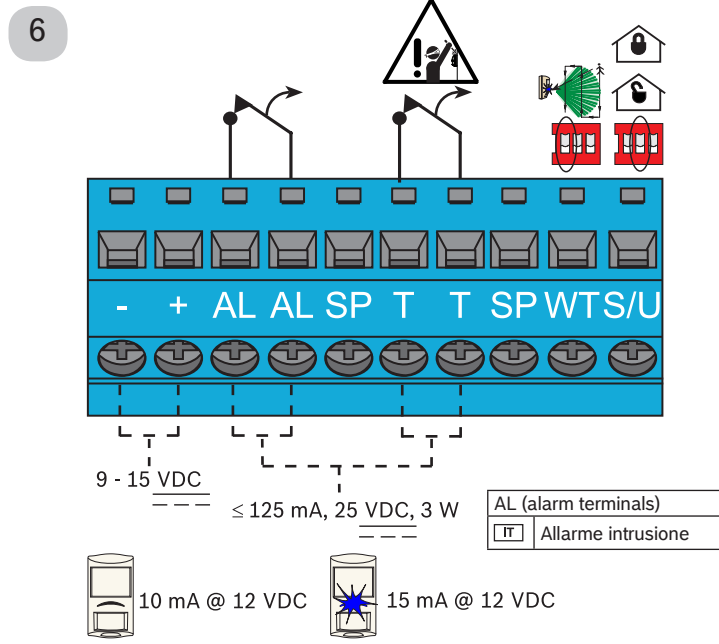 6
- + AL AL SP T T SP WT S/U
9 - 15 VDC
≤ 125 mA, 25 VDC, 3 W
AL (alarm terminals)
IT Allarme intrusione
10 mA @ 12 VDC
15 mA @ 12 VDC